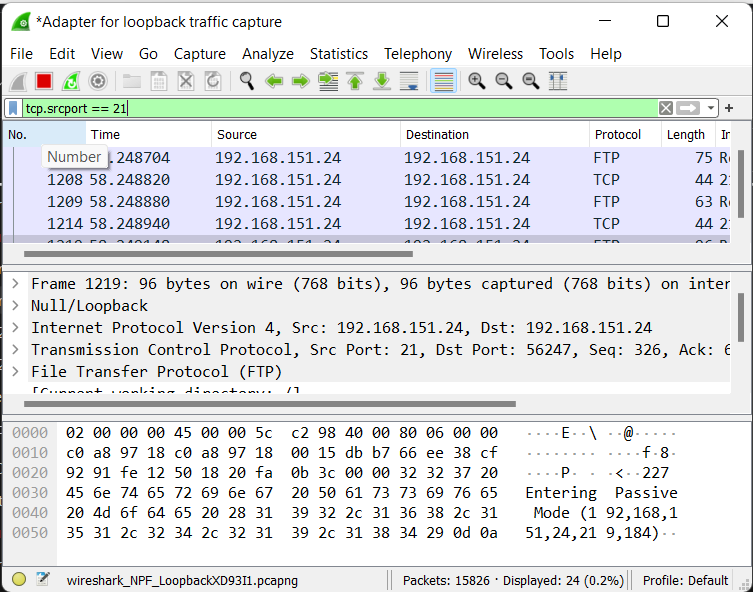 *Adapter for loopback traffic capture
File Edit View Go Capture Analyze Statistics Telephony Wireless Tools Help
tcp.srcport == 21
No. Time Source Destination Protocol Length
Number .248704 192.168.151.24 192.168.151.24 FTP 75
1208 58.248820 192.168.151.24 192.168.151.24 TCP 44
1209 58.248880 192.168.151.24 192.168.151.24 FTP 63
1214 58.248940 192.168.151.24 192.168.151.24 TCP 44
Frame 1219: 96 bytes on wire (768 bits), 96 bytes captured (768 bits) on inter
Null/Loopback
Internet Protocol Version 4, Src: 192.168.151.24, Dst: 192.168.151.24
Transmission Control Protocol, Src Port: 21, Dst Port: 56247, Seq: 326, Ack: 6
File Transfer Protocol (FTP)
[Current working directory: /]
0000 02 00 00 00 45 00 00 5c c2 98 40 00 80 06 00 00 ····E··\ ··@·····
0010 c0 a8 97 18 c0 a8 97 18 00 15 db b7 66 ee 38 cf ········ ····f·8·
0020 92 91 fe 12 50 18 20 fa 0b 3c 00 00 32 32 37 20 ····P· · ·<··227
0030 45 6e 74 65 72 69 6e 67 20 50 61 73 73 69 76 65 Entering Passive
0040 20 4d 6f 64 65 20 28 31 39 32 2c 31 36 38 2c 31 Mode (1 92,168,1
0050 35 31 2c 32 34 2c 32 31 39 2c 31 38 34 29 0d 0a 51,24,21 9,184)··
wireshark_NPF_LoopbackXD93I1.pcapng Packets: 15826 · Displayed: 24 (0.2%) Profile: Default